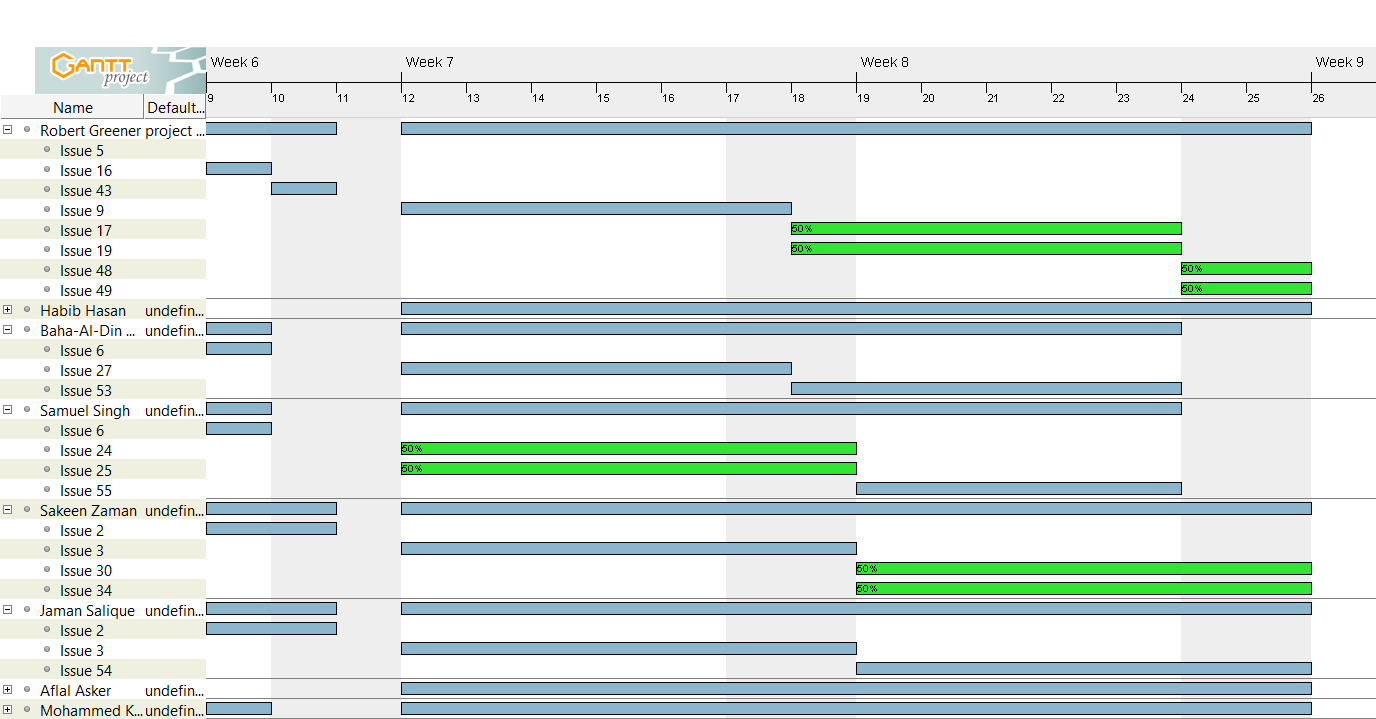 GANTT project
Week 6 Week 7 Week 8 Week 9
9 10 11 12 13 14 15 16 17 18 19 20 21 22 23 24 25 26
Name Default...
Robert Greener project ...
Issue 5
Issue 16
Issue 43
Issue 9
Issue 17 50%
Issue 19 50%
Issue 48 50%
Issue 49 50%
Habib Hasan undefin...
Baha-Al-Din ... undefin...
Issue 6
Issue 27
Issue 53
Samuel Singh undefin...
Issue 6
Issue 24 50%
Issue 25 50%
Issue 55
Sakeen Zaman undefin...
Issue 2
Issue 3
Issue 30 50%
Issue 34 50%
Jaman Salique undefin...
Issue 2
Issue 3
Issue 54
Aflal Asker undefin...
Mohammed K... undefin...